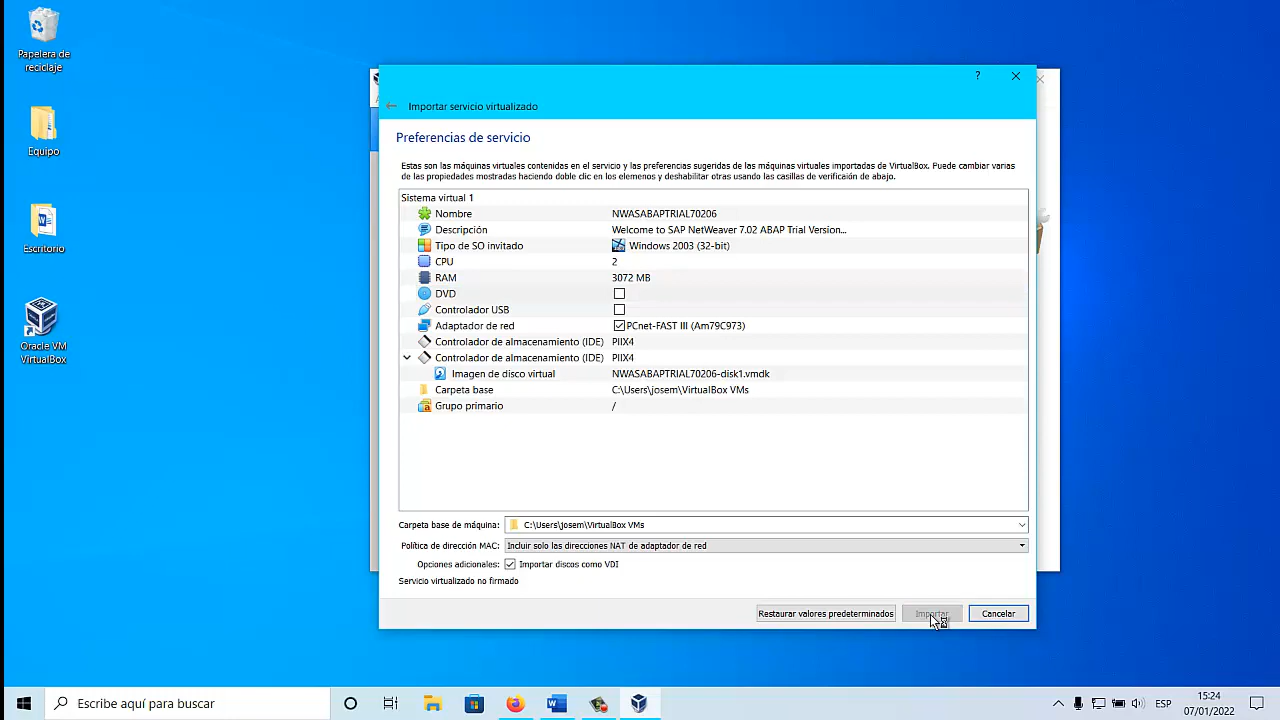 Papelera de
reciclaje
Equipo
Escritorio
Oracle VM
VirtualBox
?
Importar servicio virtualizado
Preferencias de servicio
Estas son las máquinas virtuales contenidas en el servicio y las preferencias sugeridas de las máquinas virtuales importadas de VirtualBox. Puede cambiar varias
de las propiedades mostradas haciendo doble clic en los elemenos y deshabilitar otras usando las casillas de verificación de abajo.
Sistema virtual 1
Nombre NWASABAPTRIAL70206
Descripción Welcome to SAP NetWeaver 7.02 ABAP Trial Version...
Tipo de SO invitado Windows 2003 (32-bit)
CPU 2
RAM 3072 MB
DVD
Controlador USB
Adaptador de red PCnet-FAST III (Am79C973)
Controlador de almacenamiento (IDE) PIIX4
Controlador de almacenamiento (IDE) PIIX4
Imagen de disco virtual NWASABAPTRIAL70206-disk1.vmdk
Carpeta base C:\Users\josem\VirtualBox VMs
Grupo primario /
Carpeta base de máquina: C:\Users\josem\VirtualBox VMs
Política de dirección MAC: Incluir solo las direcciones NAT de adaptador de red
Opciones adicionales: Importar discos como VDI
Servicio virtualizado no firmado
Restaurar valores predeterminados Importar Cancelar
Escribe aquí para buscar
ESP
15:24
07/01/2022